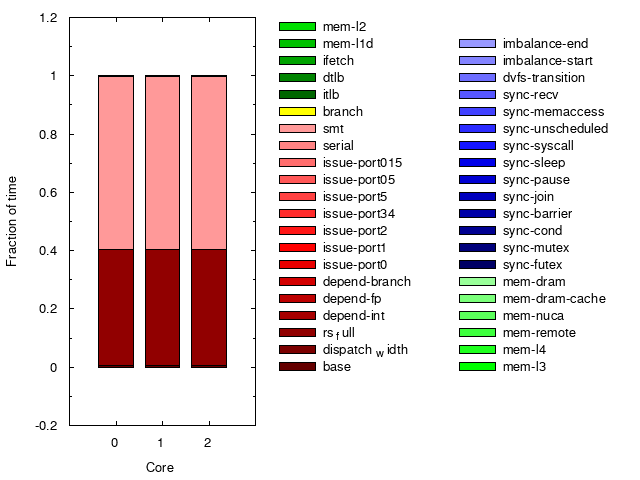 1.2
1
0.8
0.6
0.4
0.2
0
-0.2
Fraction of time
0 1 2
Core
mem-l2
mem-l1d
ifetch
dtlb
itlb
branch
smt
serial
issue-port015
issue-port05
issue-port5
issue-port34
issue-port2
issue-port1
issue-port0
depend-branch
depend-fp
depend-int
rsfull
dispatchwidth
base
imbalance-end
imbalance-start
dvfs-transition
sync-recv
sync-memaccess
sync-unscheduled
sync-syscall
sync-sleep
sync-pause
sync-join
sync-barrier
sync-cond
sync-mutex
sync-futex
mem-dram
mem-dram-cache
mem-nuca
mem-remote
mem-l4
mem-l3